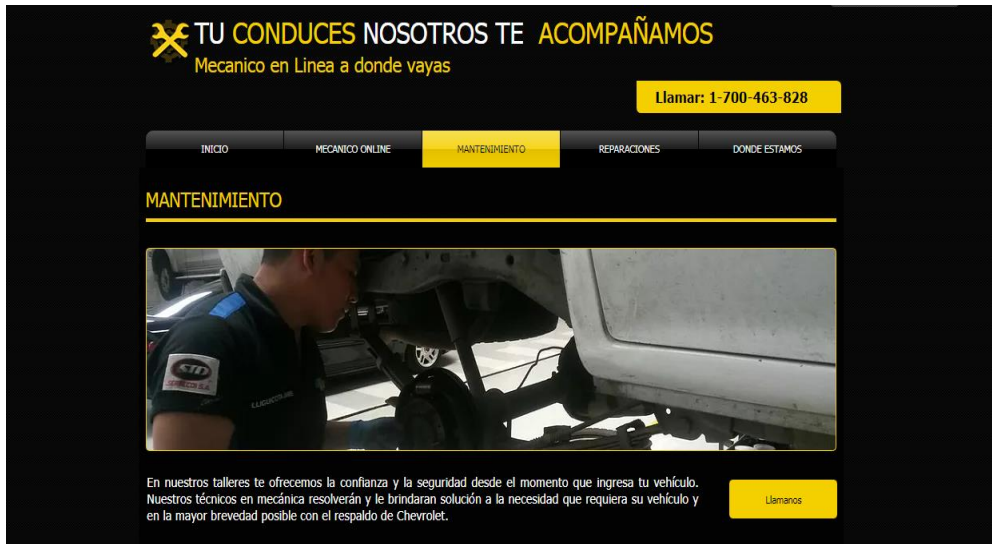 TU CONDUCES NOSOTROS TE ACOMPAÑAMOS
Mecanico en Linea a donde vayas
Llamar: 1-700-463-828
INICIO
MECANICO ONLINE
MANTENIMIENTO
REPARACIONES
DONDE ESTAMOS
MANTENIMIENTO
STD
En nuestros talleres te ofrecemos la confianza y la seguridad desde el momento que ingresa tu vehículo.
Nuestros técnicos en mecánica resolverán y le brindaran solución a la necesidad que requiera su vehículo y
en la mayor brevedad posible con el respaldo de Chevrolet.
Llamanos